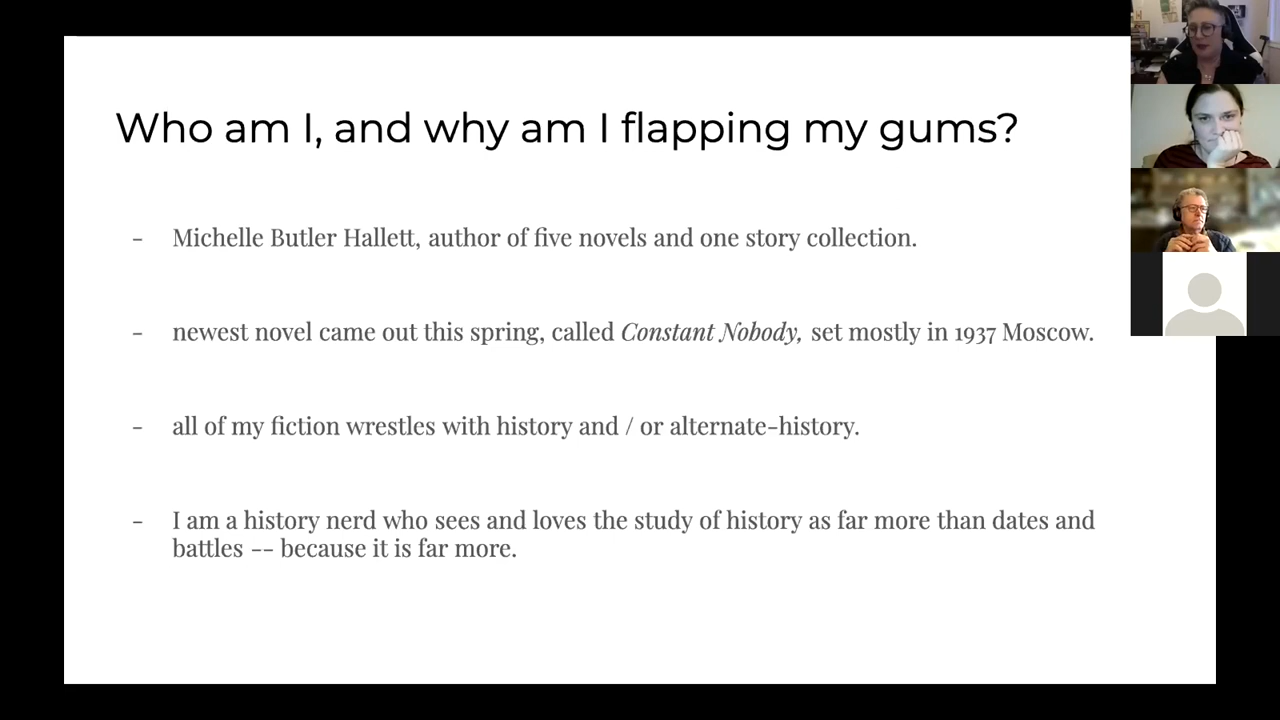 Who am I, and why am I flapping my gums?
- Michelle Butler Hallett, author of five novels and one story collection.
- newest novel came out this spring, called Constant Nobody, set mostly in 1937 Moscow.
- all of my fiction wrestles with history and / or alternate-history.
- I am a history nerd who sees and loves the study of history as far more than dates and
battles -- because it is far more.